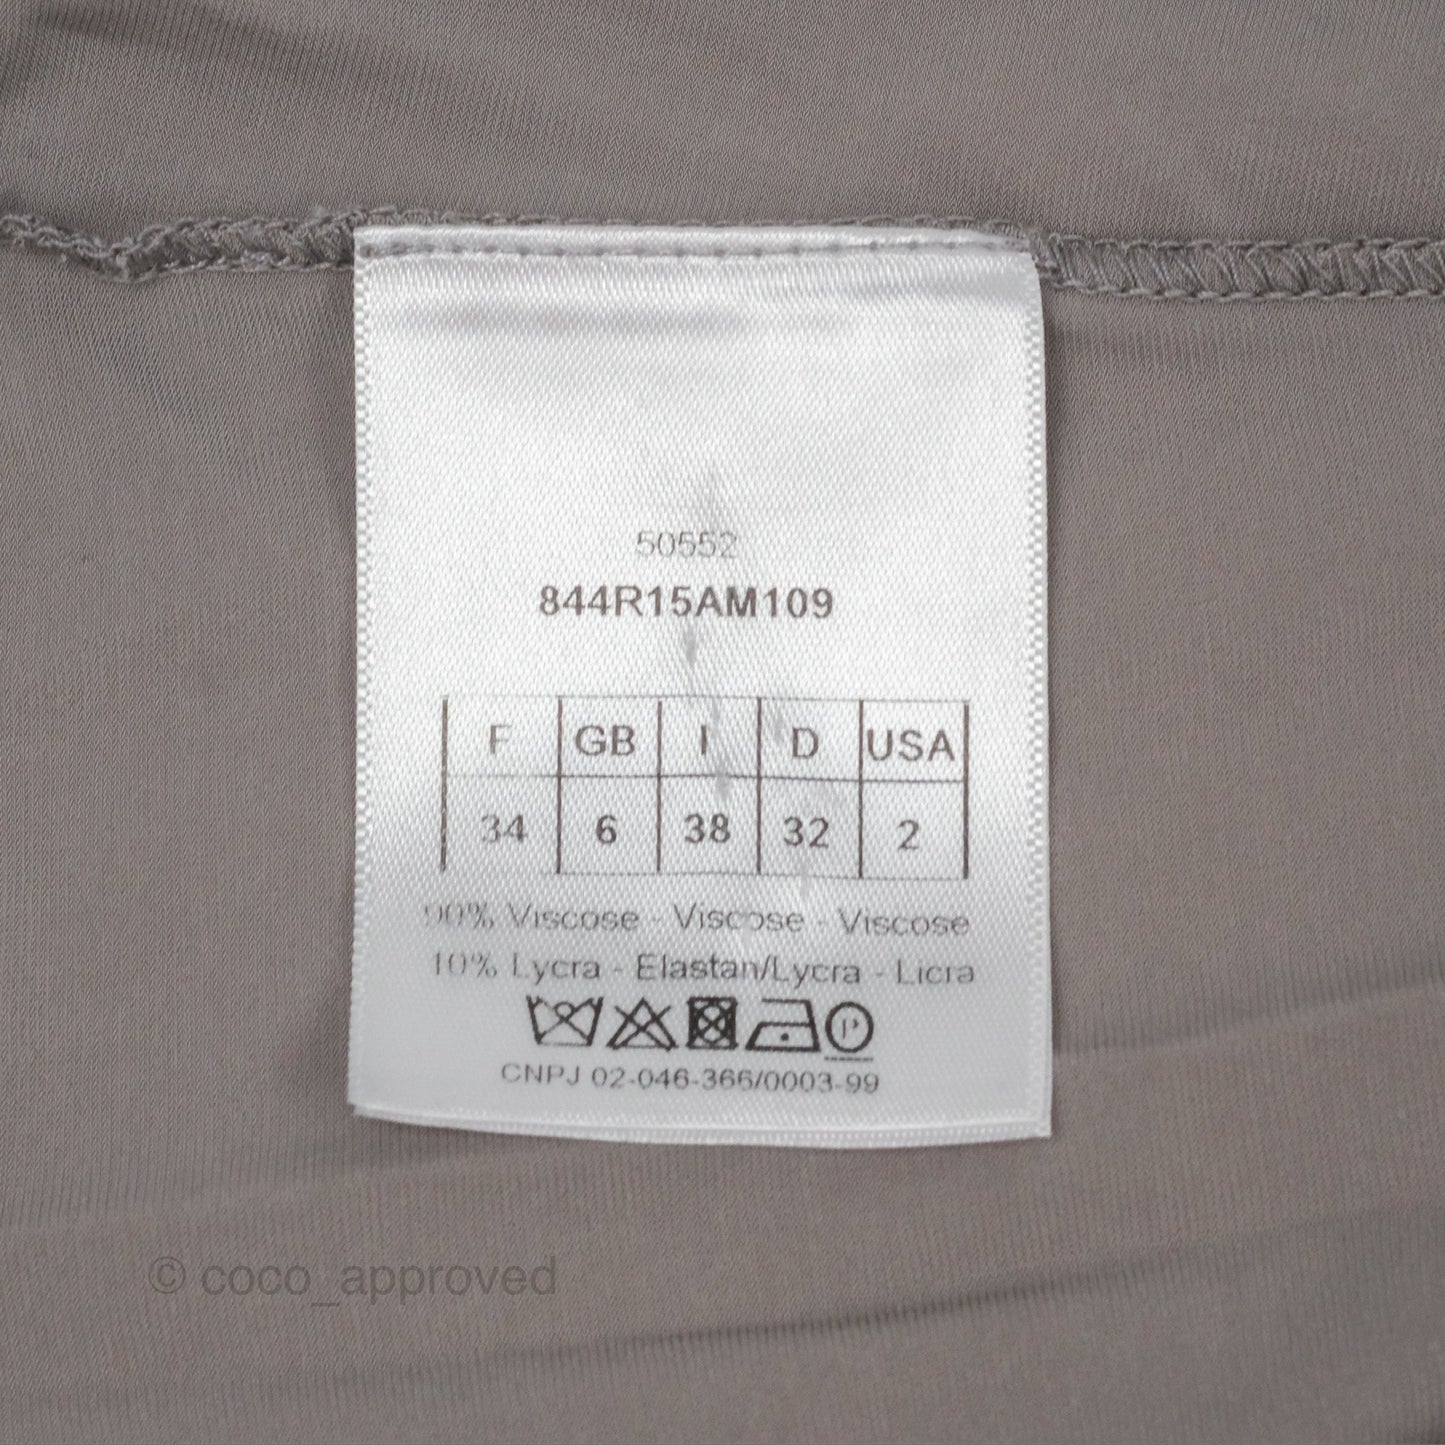 50552
844R15AM109
F GB I D USA
34 6 38 32 2
90% Viscose - Viscose - Viscose
10% Lycra - Elastan/Lycra - Licra
P
CNPJ 02-046-366/0003-99
© coco_approved